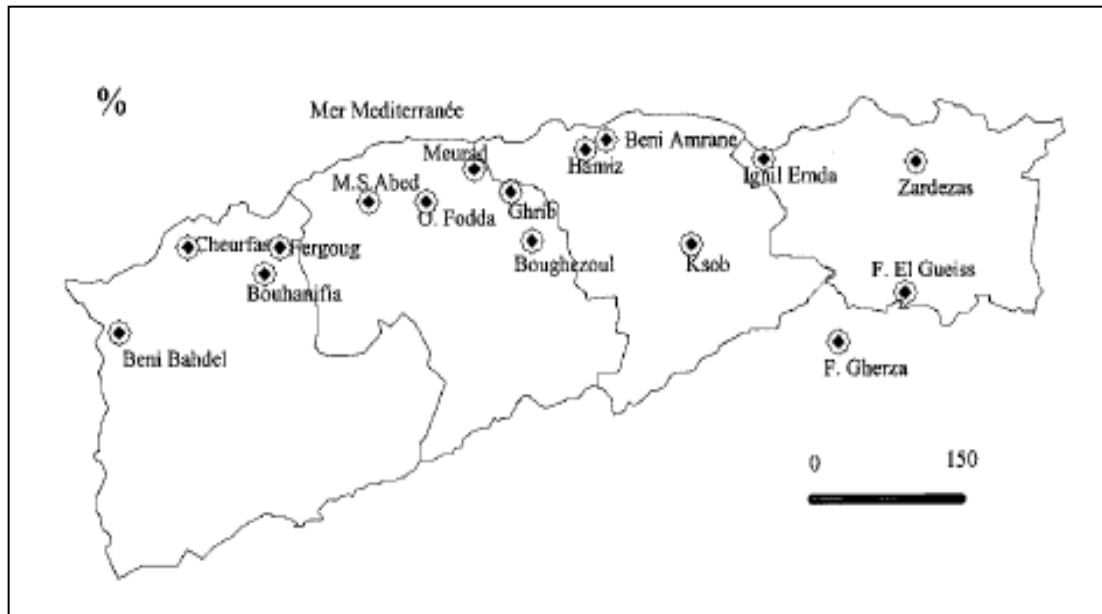 %
Mer Mediterranée
Meurad
Hamiz
Beni Amrane
Ighil Emda
Zardezas
M.S.Abed
O. Fodda
Ghrib
Cheurfas
Fergoug
Boughezoul
Ksob
Bouhanifia
F. El Gueiss
Beni Bahdel
F. Gherza
0
150